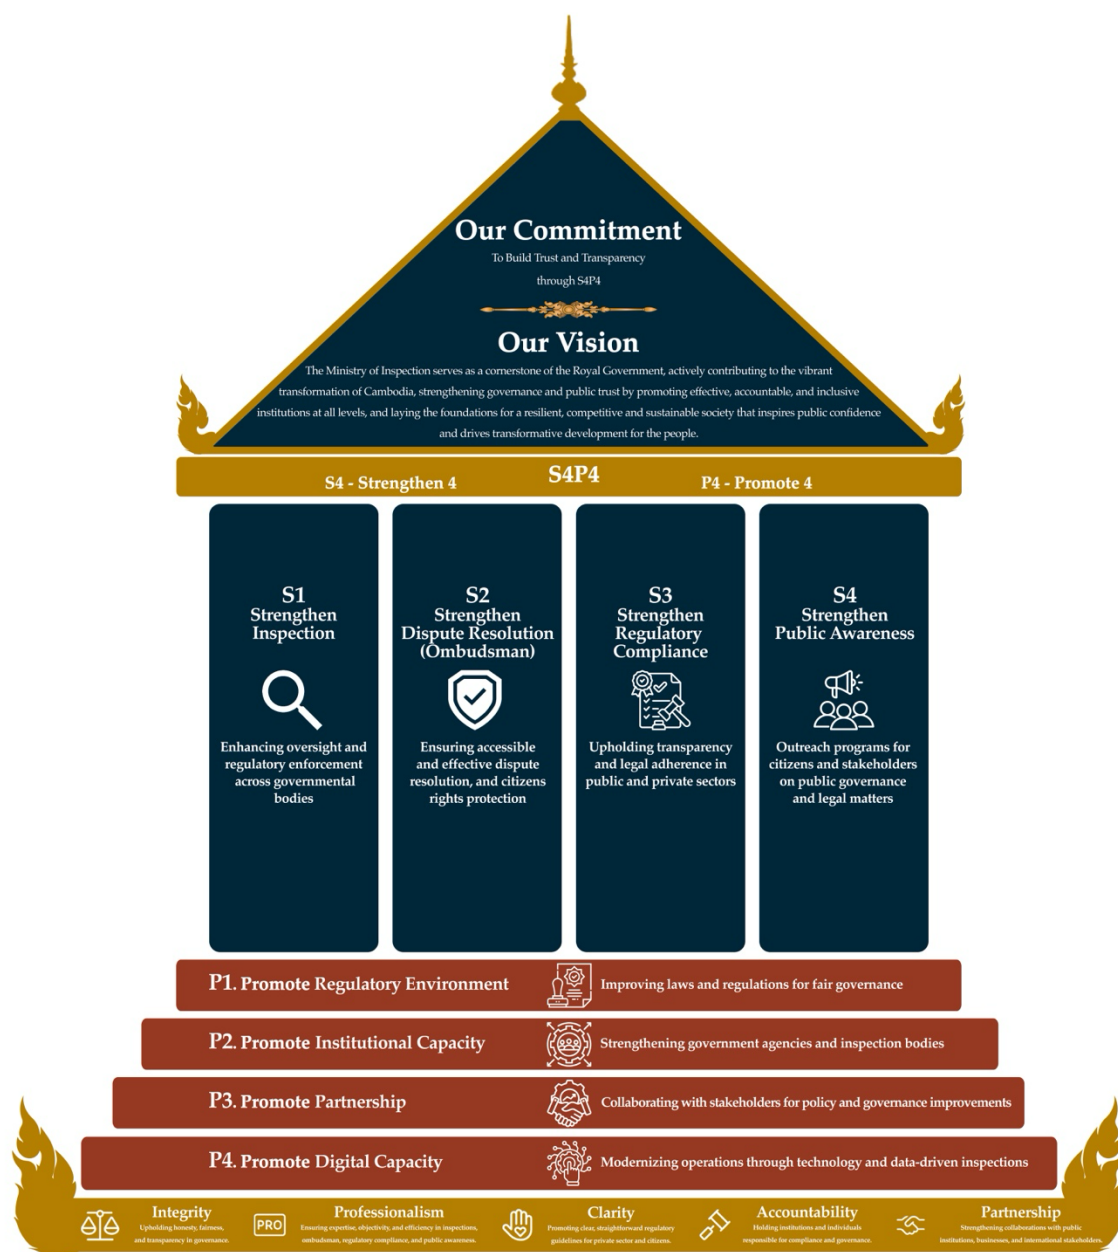 Our Commitment
To Build Trust and Transparency
through S4P4
Our Vision
The Ministry of Inspection serves as a cornerstone of the Royal Government, actively contributing to the vibrant
transformation of Cambodia, strengthening governance and public trust by promoting effective, accountable, and inclusive
institutions at all levels, and laying the foundations for a resilient, competitive and sustainable society that inspires public confidence
and drives transformative development for the people.
S4P4
S4 - Strengthen 4
P4 - Promote 4
S1
Strengthen
Inspection
Enhancing oversight and
regulatory enforcement
across governmental
bodies
S2
Strengthen
Dispute Resolution
(Ombudsman)
Ensuring accessible
and effective dispute
resolution, and citizens
rights protection
S3
Strengthen
Regulatory
Compliance
Upholding transparency
and legal adherence in
public and private sectors
S4
Strengthen
Public Awareness
Outreach programs for
citizens and stakeholders
on public governance
and legal matters
P1. Promote Regulatory Environment
Improving laws and regulations for fair governance
P2. Promote Institutional Capacity
Strengthening government agencies and inspection bodies
P3. Promote Partnership
Collaborating with stakeholders for policy and governance improvements
P4. Promote Digital Capacity
Modernizing operations through technology and data-driven inspections
Integrity
Upholding honesty, fairness,
and transparency in governance.
PRO
Professionalism
Ensuring expertise, objectivity, and efficiency in inspections,
ombudsman, regulatory compliance, and public awareness.
Clarity
Promoting clear, straightforward regulatory
guidelines for private sector and citizens.
Accountability
Holding institutions and individuals
responsible for compliance and governance.
Partnership
Strengthening collaborations with public
institutions, businesses, and international stakeholders.